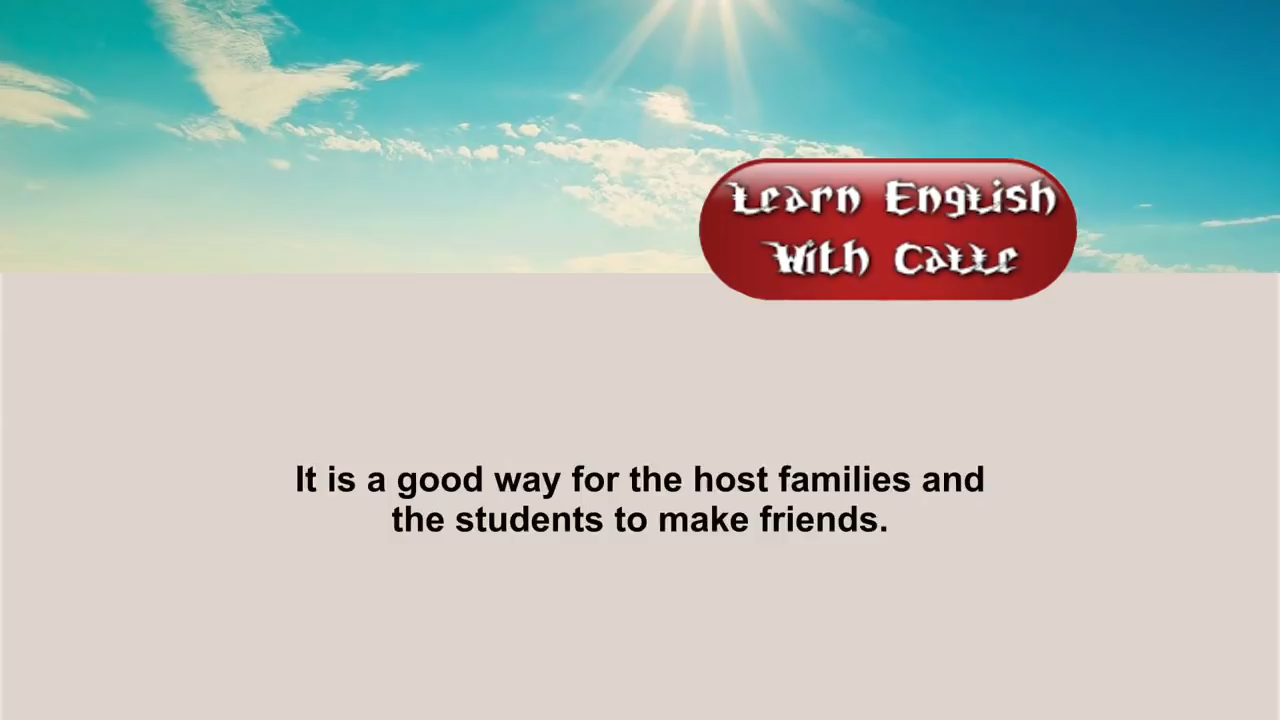 Learn English
With Calle
It is a good way for the host families and
the students to make friends.